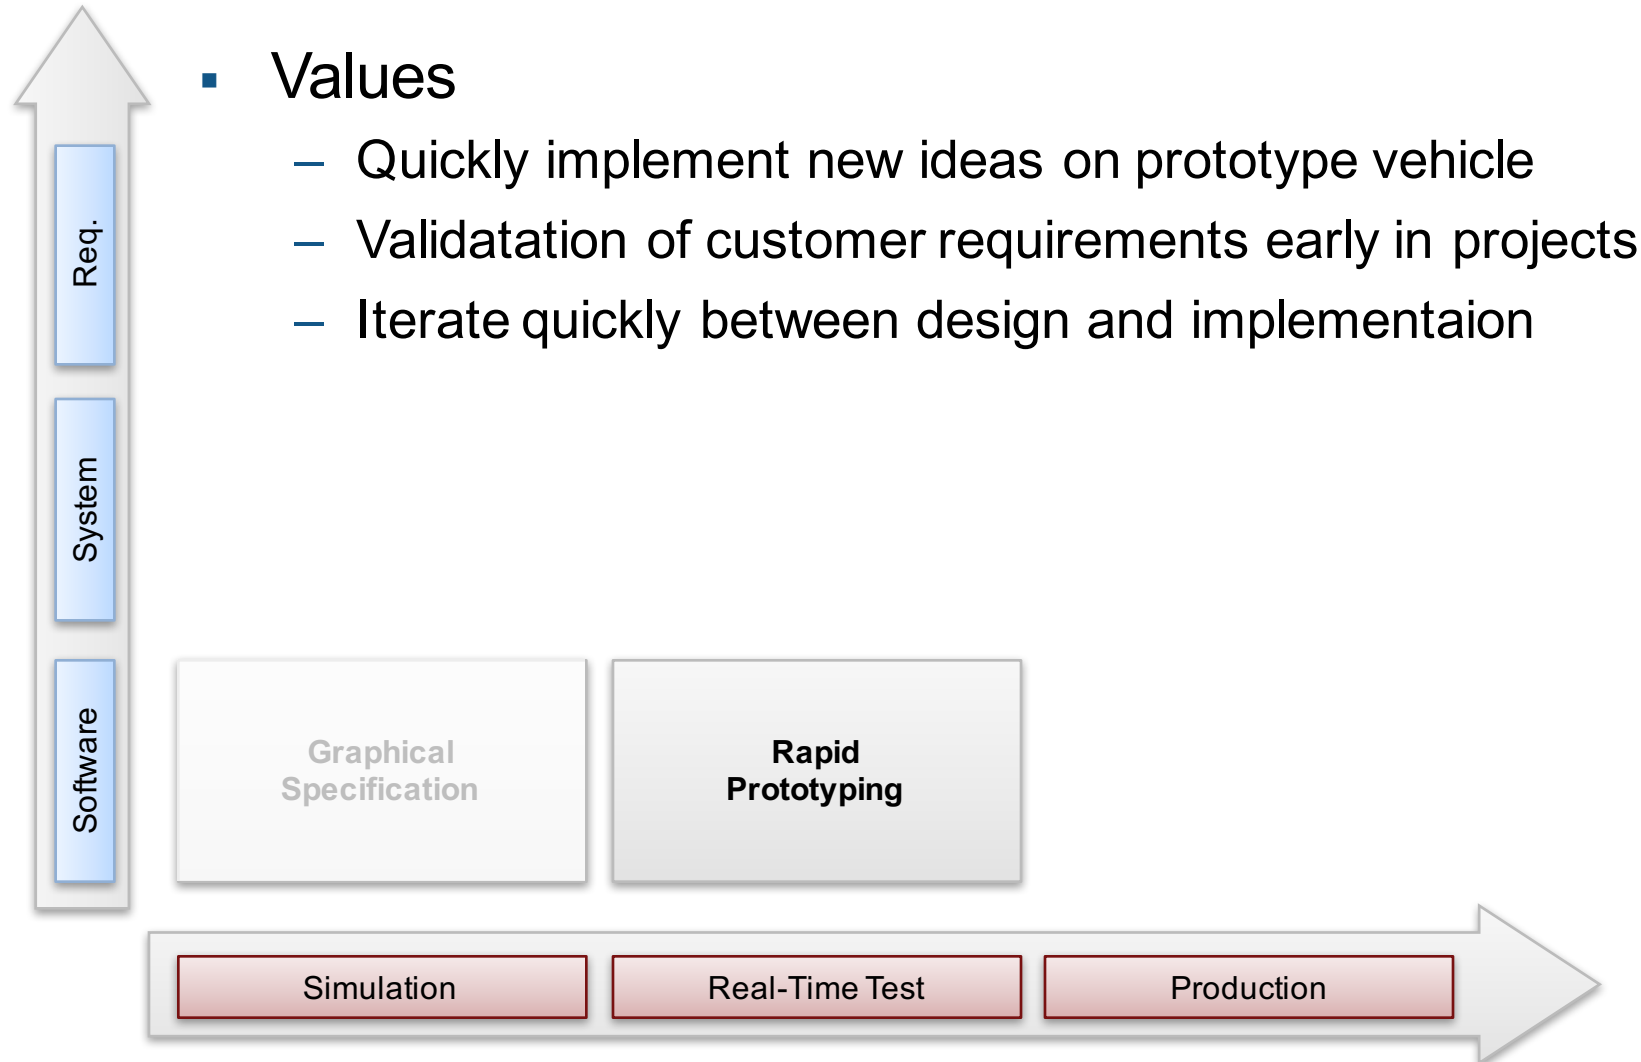 ▪ Values
– Quickly implement new ideas on prototype vehicle
– Validatation of customer requirements early in projects
– Iterate quickly between design and implementaion
Req.
System
Software
Graphical
Specification
Rapid
Prototyping
Simulation
Real-Time Test
Production